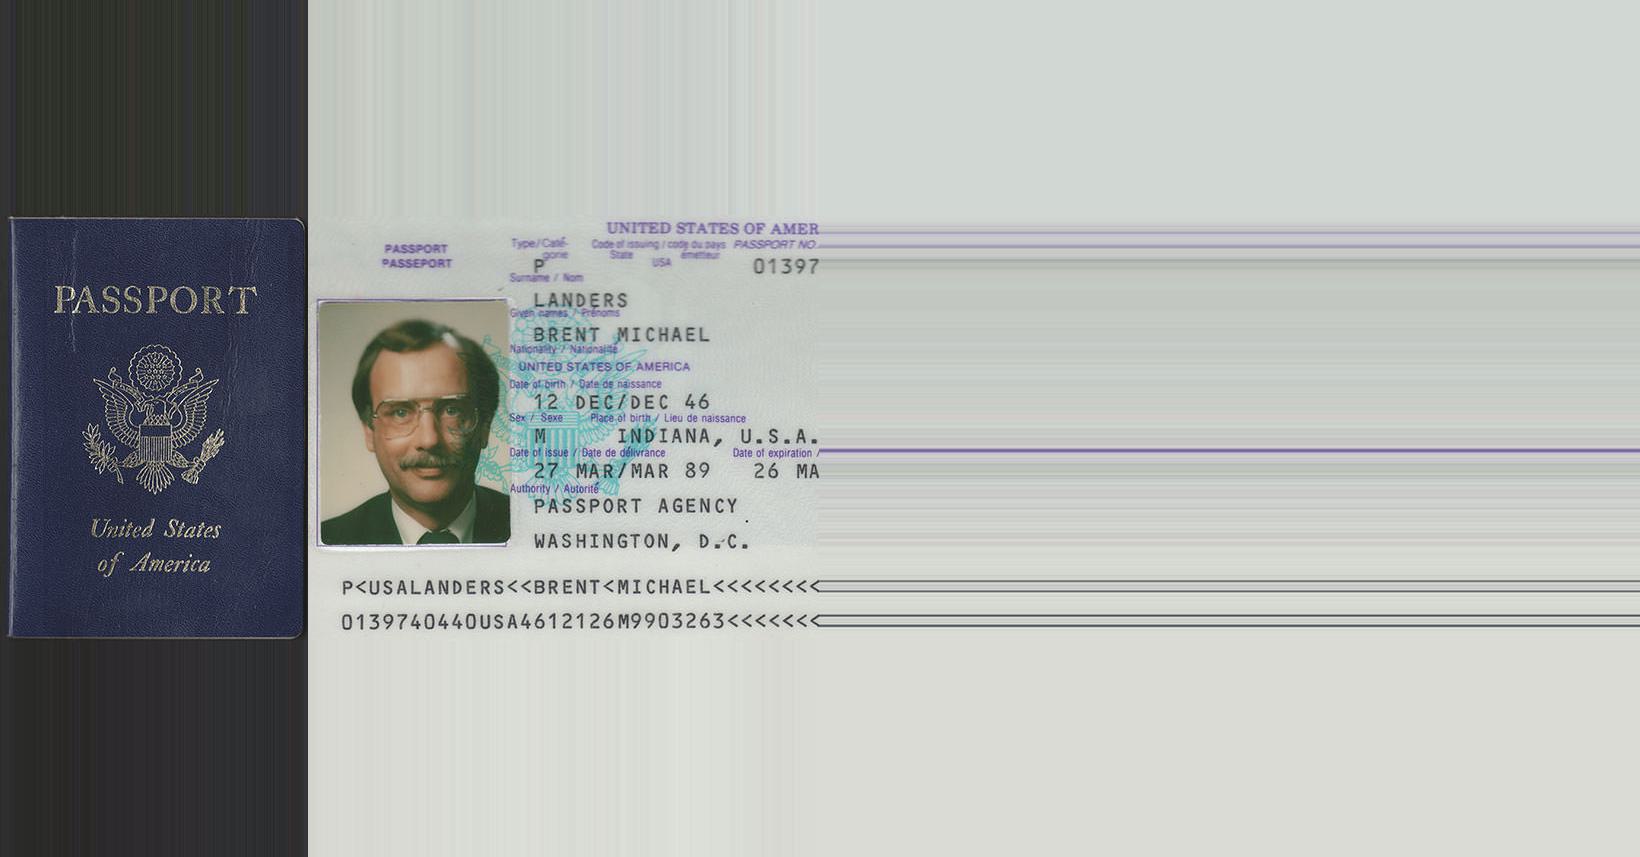 PASSPORT
United States
of America
UNITED STATES OF AMER
PASSPORT
PASSEPORT
Type/Caté-
gorie
Code of issuing / code du pays
State
émetteur
PASSPORT NO.
P
USA
01397
Surname / Nom
LANDERS
Given names / Prénoms
BRENT MICHAEL
Nationality / Nationalité
UNITED STATES OF AMERICA
Date of birth / Date de naissance
12 DEC/DEC 46
Sex / Sexe
Place of birth / Lieu de naissance
M
INDIANA, U.S.A.
Date of issue / Date de délivrance
Date of expiration /
27 MAR/MAR 89
26 MA
Authority / Autorité
PASSPORT AGENCY
WASHINGTON, D.C.
P<USALANDERS<<BRENT<MICHAEL<<<<<<<<
0139740440USA4612126M9903263<<<<<<<